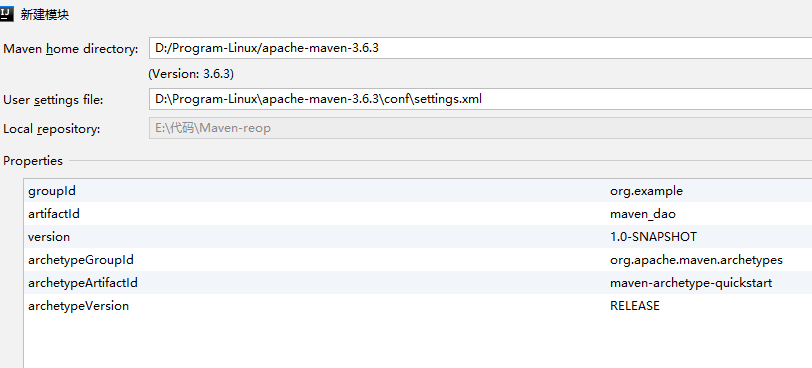 IJ 新建模块
Maven home directory: D:/Program-Linux/apache-maven-3.6.3
(Version: 3.6.3)
User settings file: D:\Program-Linux\apache-maven-3.6.3\conf\settings.xml
Local repository: E:\代码\Maven-reop
Properties
groupId org.example
artifactId maven_dao
version 1.0-SNAPSHOT
archetypeGroupId org.apache.maven.archetypes
archetypeArtifactId maven-archetype-quickstart
archetypeVersion RELEASE